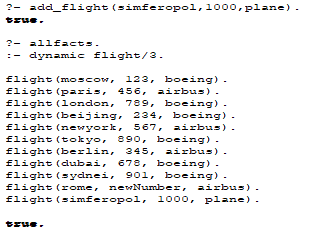 ?- add_flight(simferopol,1000,plane).
true.
?- allfacts.
:- dynamic flight/3.
flight(moscow, 123, boeing).
flight(paris, 456, airbus).
flight(london, 789, boeing).
flight(beijing, 234, boeing).
flight(newyork, 567, airbus).
flight(tokyo, 890, boeing).
flight(berlin, 345, airbus).
flight(dubai, 678, boeing).
flight(sydnei, 901, boeing).
flight(rome, newNumber, airbus).
flight(simferopol, 1000, plane).
true.